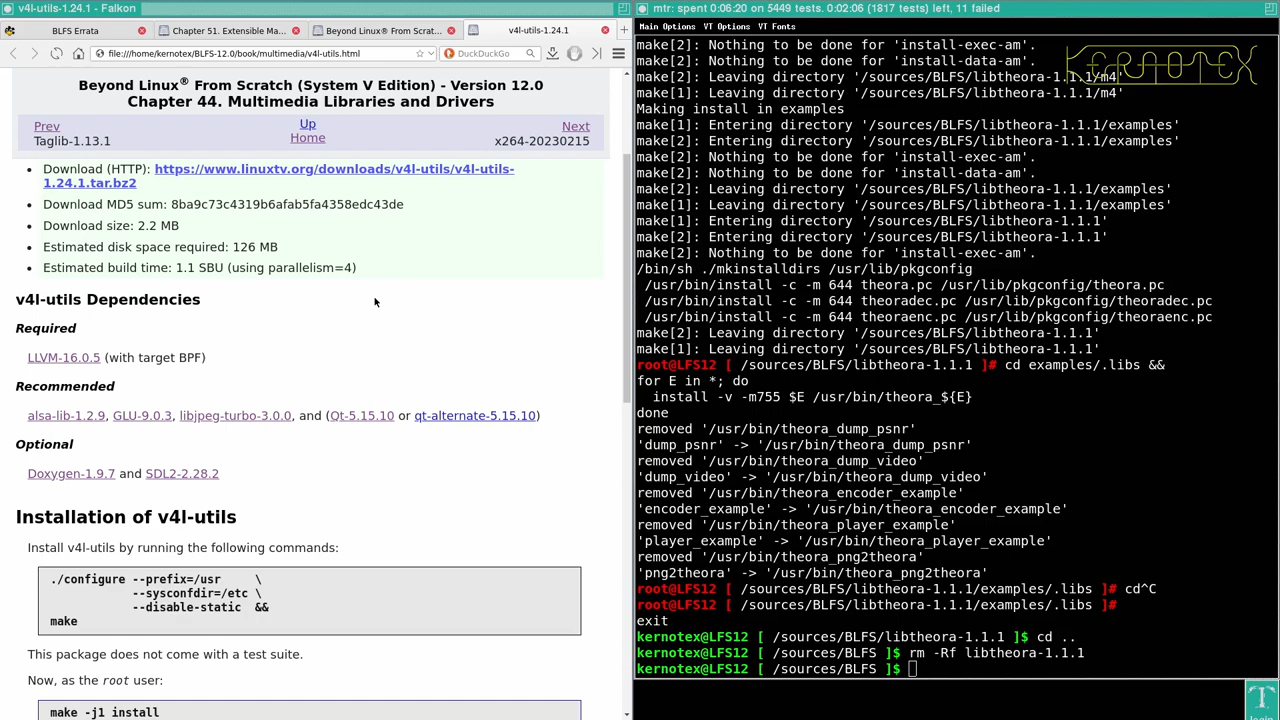 v4l-utils-1.24.1 - Falkon
BLFS Errata
Chapter 51. Extensible Ma...
Beyond Linux® From Scrat...
v4l-utils-1.24.1
file:///home/kernotex/BLFS-12.0/book/multimedia/v4l-utils.html
DuckDuckGo
Beyond Linux® From Scratch (System V Edition) - Version 12.0
Chapter 44. Multimedia Libraries and Drivers
Prev
Up
Next
Taglib-1.13.1
Home
x264-20230215
Download (HTTP): https://www.linuxtv.org/downloads/v4l-utils/v4l-utils-
1.24.1.tar.bz2
Download MD5 sum: 8ba9c73c4319b6afab5fa4358edc43de
Download size: 2.2 MB
Estimated disk space required: 126 MB
Estimated build time: 1.1 SBU (using parallelism=4)
v4l-utils Dependencies
Required
LLVM-16.0.5 (with target BPF)
Recommended
alsa-lib-1.2.9, GLU-9.0.3, libjpeg-turbo-3.0.0, and (Qt-5.15.10 or qt-alternate-5.15.10)
Optional
Doxygen-1.9.7 and SDL2-2.28.2
Installation of v4l-utils
Install v4l-utils by running the following commands:
./configure --prefix=/usr     \
--sysconfdir=/etc \
--disable-static  &&
make
This package does not come with a test suite.
Now, as the root user:
make -j1 install
mtr: spent 0:06:20 on 5449 tests. 0:02:06 (1817 tests) left, 11 failed
Main Options  VT Options  VT Fonts
KERNOTEX
make[2]: Nothing to be done for 'install-exec-am'.
make[2]: Nothing to be done for 'install-data-am'.
make[2]: Leaving directory '/sources/BLFS/libtheora-1.1.1/m4'
make[1]: Leaving directory '/sources/BLFS/libtheora-1.1.1/m4'
Making install in examples
make[1]: Entering directory '/sources/BLFS/libtheora-1.1.1/examples'
make[2]: Entering directory '/sources/BLFS/libtheora-1.1.1/examples'
make[2]: Nothing to be done for 'install-exec-am'.
make[2]: Nothing to be done for 'install-data-am'.
make[2]: Leaving directory '/sources/BLFS/libtheora-1.1.1/examples'
make[1]: Leaving directory '/sources/BLFS/libtheora-1.1.1/examples'
make[1]: Entering directory '/sources/BLFS/libtheora-1.1.1'
make[2]: Entering directory '/sources/BLFS/libtheora-1.1.1'
make[2]: Nothing to be done for 'install-exec-am'.
/bin/sh ./mkinstalldirs /usr/lib/pkgconfig
/usr/bin/install -c -m 644 theora.pc /usr/lib/pkgconfig/theora.pc
/usr/bin/install -c -m 644 theoradec.pc /usr/lib/pkgconfig/theoradec.pc
/usr/bin/install -c -m 644 theoraenc.pc /usr/lib/pkgconfig/theoraenc.pc
make[2]: Leaving directory '/sources/BLFS/libtheora-1.1.1'
make[1]: Leaving directory '/sources/BLFS/libtheora-1.1.1'
root@LFS12 [ /sources/BLFS/libtheora-1.1.1 ]# cd examples/.libs &&
for E in *; do
install -v -m755 $E /usr/bin/theora_${E}
done
removed '/usr/bin/theora_dump_psnr'
'dump_psnr' -> '/usr/bin/theora_dump_psnr'
removed '/usr/bin/theora_dump_video'
'dump_video' -> '/usr/bin/theora_dump_video'
removed '/usr/bin/theora_encoder_example'
'encoder_example' -> '/usr/bin/theora_encoder_example'
removed '/usr/bin/theora_player_example'
'player_example' -> '/usr/bin/theora_player_example'
removed '/usr/bin/theora_png2theora'
'png2theora' -> '/usr/bin/theora_png2theora'
root@LFS12 [ /sources/BLFS/libtheora-1.1.1/examples/.libs ]# cd^C
root@LFS12 [ /sources/BLFS/libtheora-1.1.1/examples/.libs ]#
exit
kernotex@LFS12 [ /sources/BLFS/libtheora-1.1.1 ]$ cd ..
kernotex@LFS12 [ /sources/BLFS ]$ rm -Rf libtheora-1.1.1
kernotex@LFS12 [ /sources/BLFS ]$
login